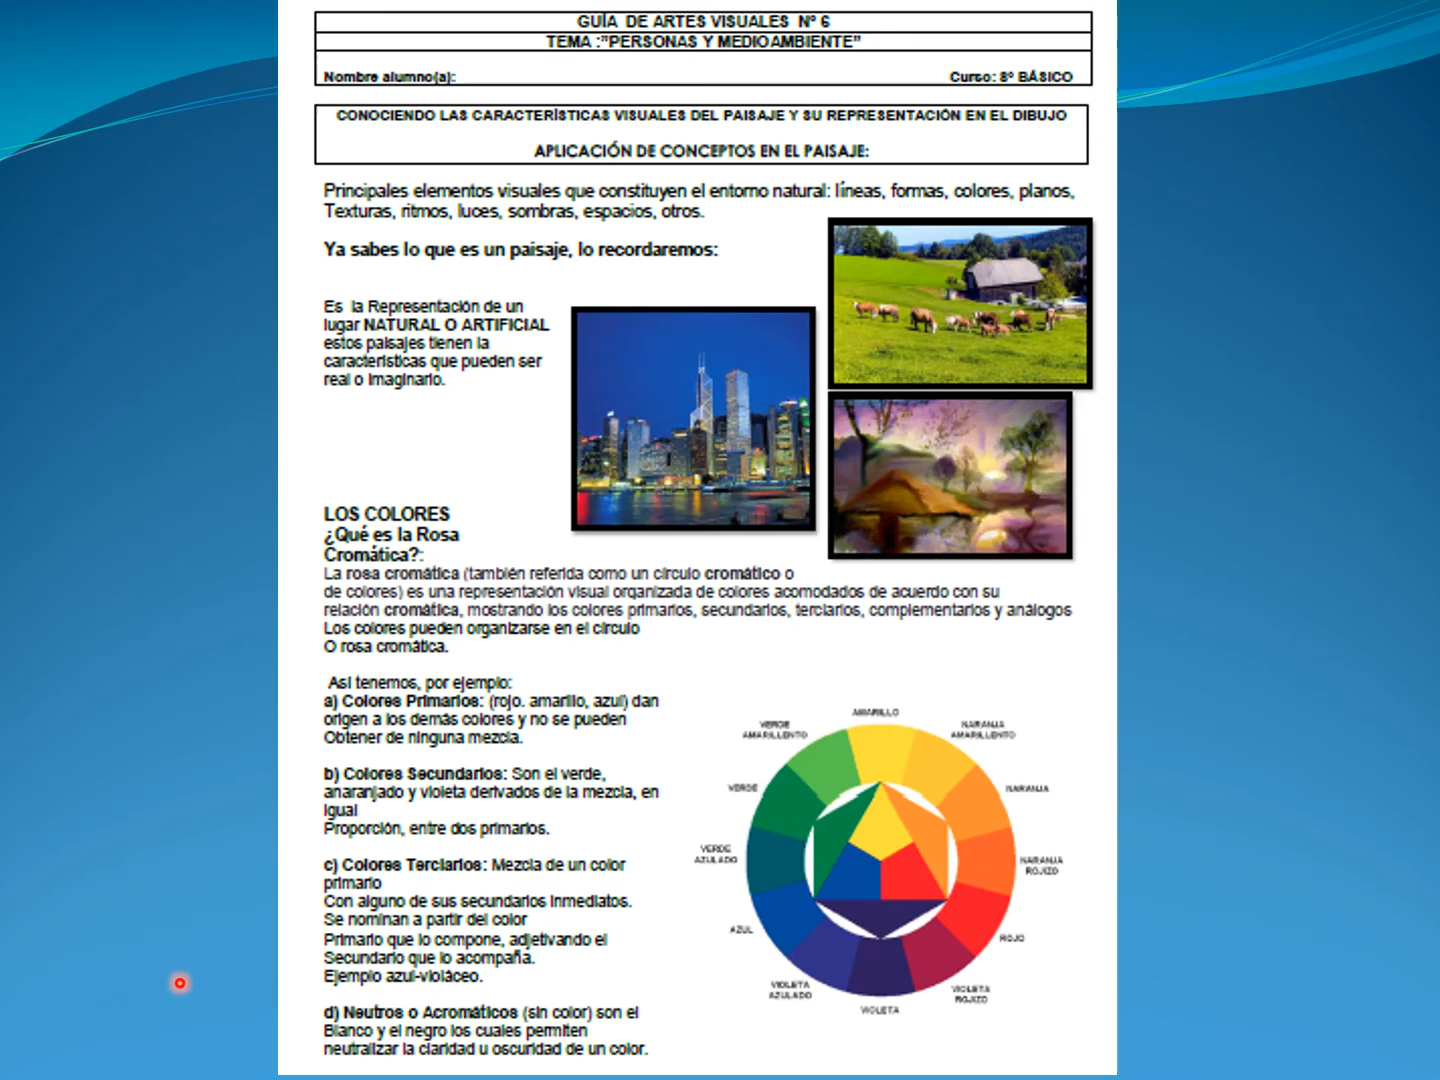 GUÍA DE ARTES VISUALES Nº 6
TEMA :"PERSONAS Y MEDIOAMBIENTE"
Nombre alumno(a): Curso: 8º BÁSICO
CONOCIENDO LAS CARACTERÍSTICAS VISUALES DEL PAISAJE Y SU REPRESENTACIÓN EN EL DIBUJO
APLICACIÓN DE CONCEPTOS EN EL PAISAJE:
Principales elementos visuales que constituyen el entorno natural: líneas, formas, colores, planos,
Texturas, ritmos, luces, sombras, espacios, otros.
Ya sabes lo que es un paisaje, lo recordaremos:
Es la Representación de un
lugar NATURAL O ARTIFICIAL
estos paisajes tienen la
características que pueden ser
real o imaginario.
LOS COLORES
¿Qué es la Rosa
Cromática?:
La rosa cromática (también referida como un círculo cromático o
de colores) es una representación visual organizada de colores acomodados de acuerdo con su
relación cromática, mostrando los colores primarios, secundarios, terciarios, complementarios y análogos
Los colores pueden organizarse en el círculo
O rosa cromática.
Así tenemos, por ejemplo:
a) Colores Primarios: (rojo. amarillo, azul) dan
origen a los demás colores y no se pueden
Obtener de ninguna mezcla.
b) Colores Secundarios: Son el verde,
anaranjado y violeta derivados de la mezcla, en
igual
Proporción, entre dos primarios.
c) Colores Terciarios: Mezcla de un color
primario
Con alguno de sus secundarios inmediatos.
Se nominan a partir del color
Primario que lo compone, adjetivando el
Secundario que lo acompaña.
Ejemplo azul-violáceo.
d) Neutros o Acromáticos (sin color) son el
Blanco y el negro los cuales permiten
neutralizar la claridad u oscuridad de un color.
AMARILLO
VERDE
AMARILLENTO
NARANJA
AMARILLENTO
VERDE
NARANJA
VERDE
AZULADO
NARANJA
ROJIZO
AZUL
ROJO
VIOLETA
AZULADO
VIOLETA
ROJIZO
VIOLETA